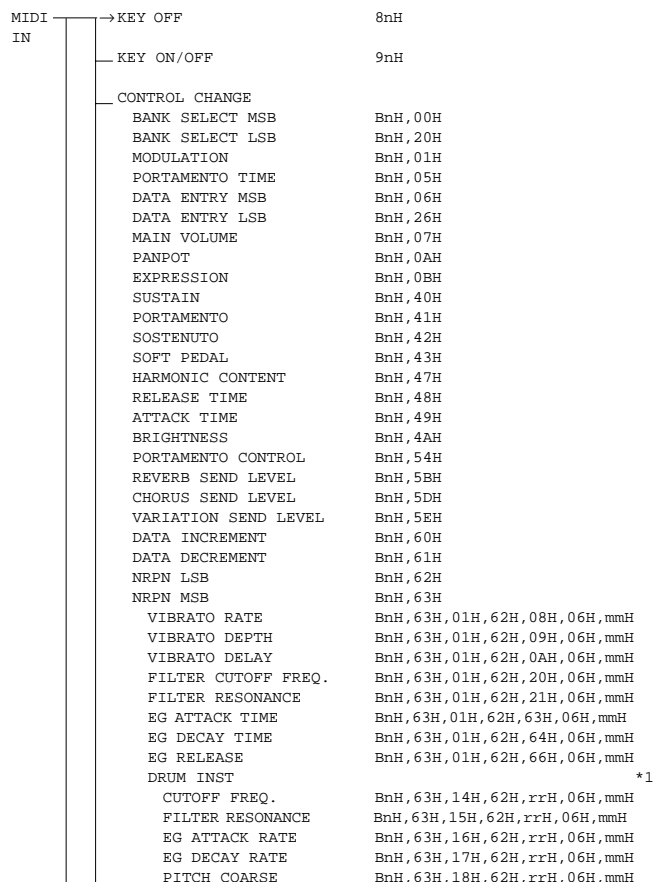 MIDI →KEY OFF 8nH
IN
KEY ON/OFF 9nH
CONTROL CHANGE
BANK SELECT MSB BnH,00H
BANK SELECT LSB BnH,20H
MODULATION BnH,01H
PORTAMENTO TIME BnH,05H
DATA ENTRY MSB BnH,06H
DATA ENTRY LSB BnH,26H
MAIN VOLUME BnH,07H
PANPOT BnH,0AH
EXPRESSION BnH,0BH
SUSTAIN BnH,40H
PORTAMENTO BnH,41H
SOSTENUTO BnH,42H
SOFT PEDAL BnH,43H
HARMONIC CONTENT BnH,47H
RELEASE TIME BnH,48H
ATTACK TIME BnH,49H
BRIGHTNESS BnH,4AH
PORTAMENTO CONTROL BnH,54H
REVERB SEND LEVEL BnH,5BH
CHORUS SEND LEVEL BnH,5DH
VARIATION SEND LEVEL BnH,5EH
DATA INCREMENT BnH,60H
DATA DECREMENT BnH,61H
NRPN LSB BnH,62H
NRPN MSB BnH,63H
VIBRATO RATE BnH,63H,01H,62H,08H,06H,mmH
VIBRATO DEPTH BnH,63H,01H,62H,09H,06H,mmH
VIBRATO DELAY BnH,63H,01H,62H,0AH,06H,mmH
FILTER CUTOFF FREQ. BnH,63H,01H,62H,20H,06H,mmH
FILTER RESONANCE BnH,63H,01H,62H,21H,06H,mmH
EG ATTACK TIME BnH,63H,01H,62H,63H,06H,mmH
EG DECAY TIME BnH,63H,01H,62H,64H,06H,mmH
EG RELEASE BnH,63H,01H,62H,66H,06H,mmH
DRUM INST *1
CUTOFF FREQ. BnH,63H,14H,62H,rrH,06H,mmH
FILTER RESONANCE BnH,63H,15H,62H,rrH,06H,mmH
EG ATTACK RATE BnH,63H,16H,62H,rrH,06H,mmH
EG DECAY RATE BnH,63H,17H,62H,rrH,06H,mmH
PITCH COARSE BnH,63H,18H,62H,rrH,06H,mmH